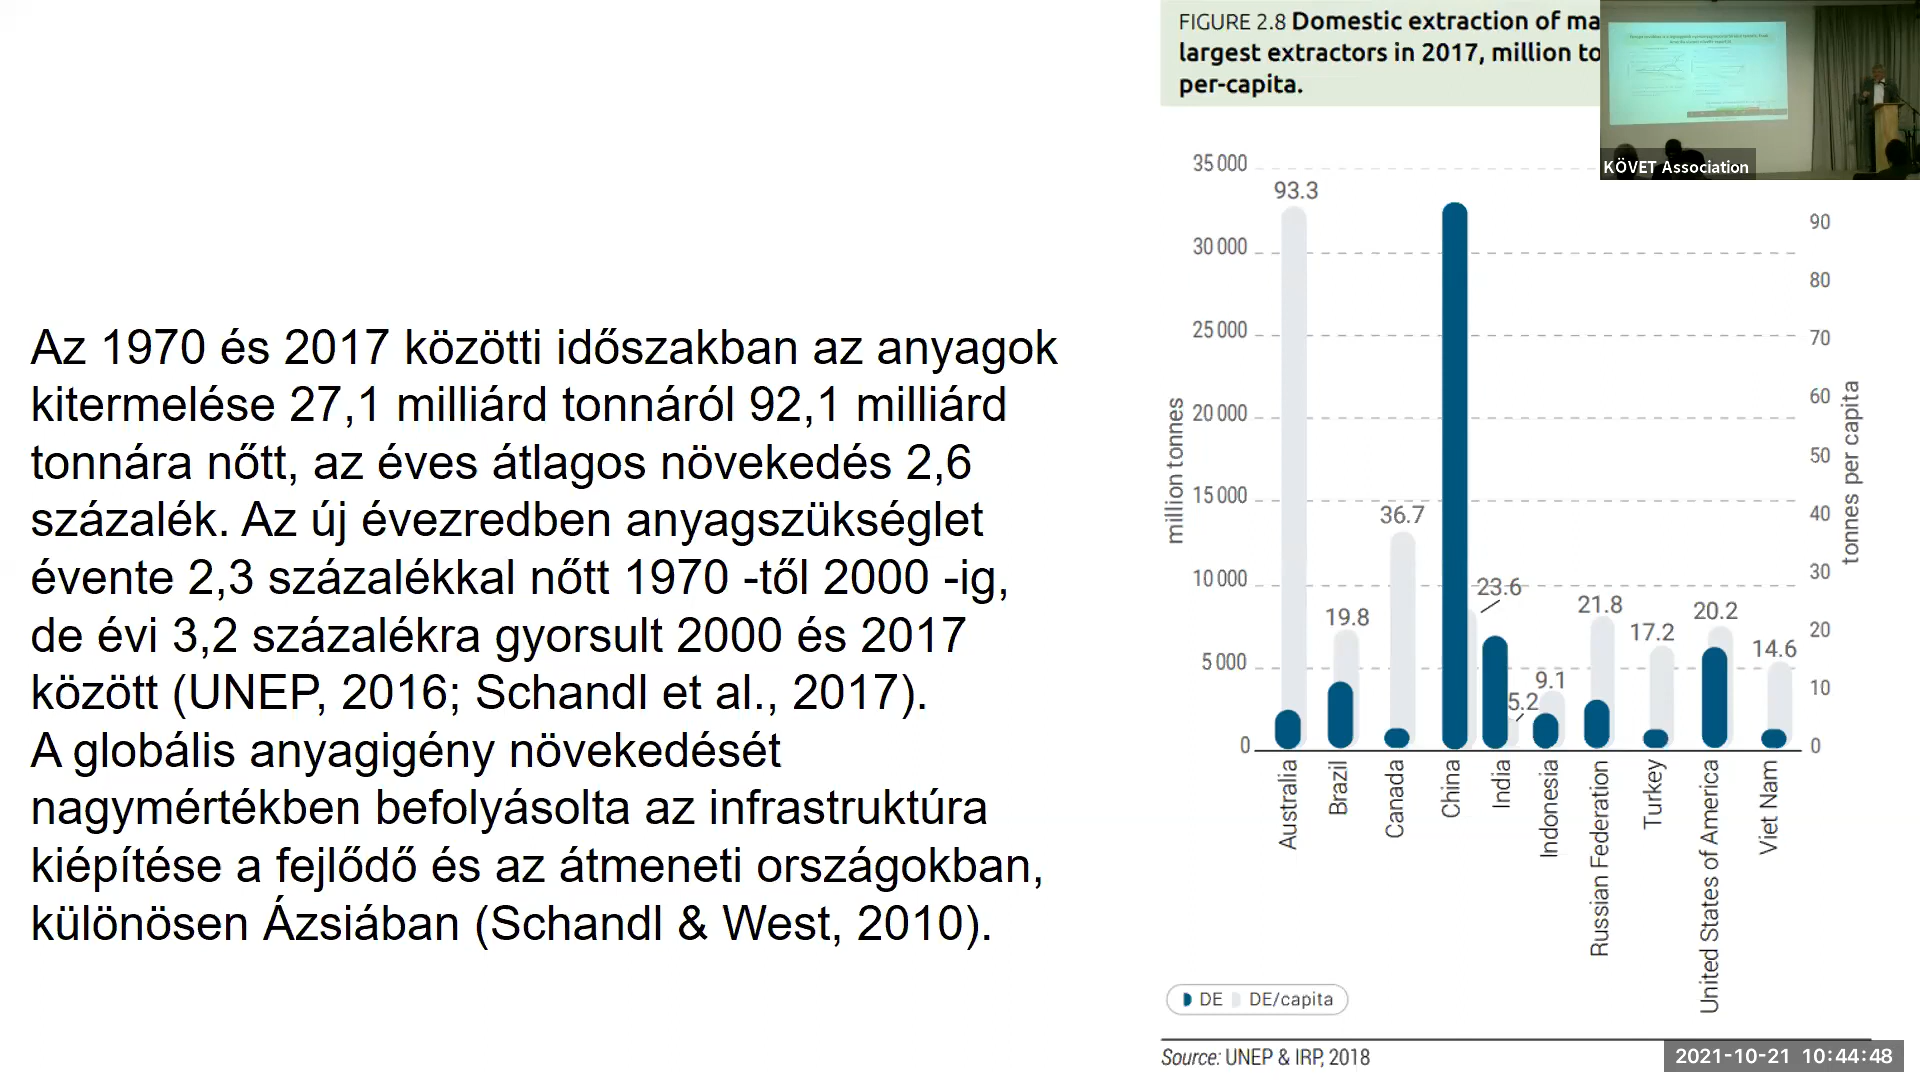 Az 1970 és 2017 közötti időszakban az anyagok
kitermelése 27,1 milliárd tonnáról 92,1 milliárd
tonnára nőtt, az éves átlagos növekedés 2,6
százalék. Az új évezredben anyagszükséglet
évente 2,3 százalékkal nőtt 1970 -től 2000 -ig,
de évi 3,2 százalékra gyorsult 2000 és 2017
között (UNEP, 2016; Schandl et al., 2017).
A globális anyagigény növekedését
nagymértékben befolyásolta az infrastruktúra
kiépítése a fejlődő és az átmeneti országokban,
különösen Ázsiában (Schandl & West, 2010).
FIGURE 2.8 Domestic extraction of
largest extractors in 2017, million
per-capita.
KÖVET Association
35 000
30 000
25 000
20 000
15 000
10 000
5 000
0
million tonnes
93.3
19.8
36.7
23.6
5.2
9.1
21.8
17.2
20.2
14.6
90
80
70
60
50
40
30
20
10
0
tonnes per capita
Australia
Brazil
Canada
China
India
Indonesia
Russian Federation
Turkey
United States of America
Viet Nam
DE DE/capita
Source: UNEP & IRP, 2018
2021-10-21 10:44:48